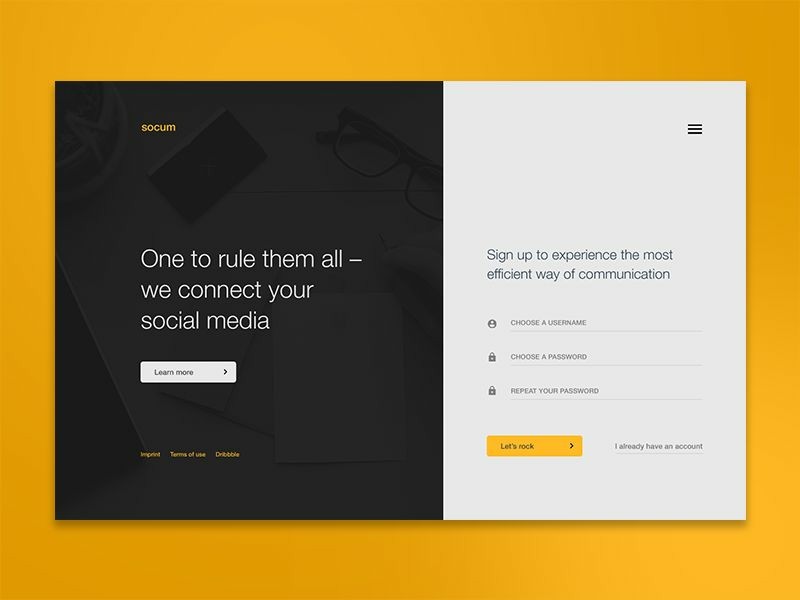 socum
One to rule them all –
we connect your
social media
Learn more
Imprint Terms of use Dribbble
Sign up to experience the most
efficient way of communication
CHOOSE A USERNAME
CHOOSE A PASSWORD
REPEAT YOUR PASSWORD
Let's rock
I already have an account